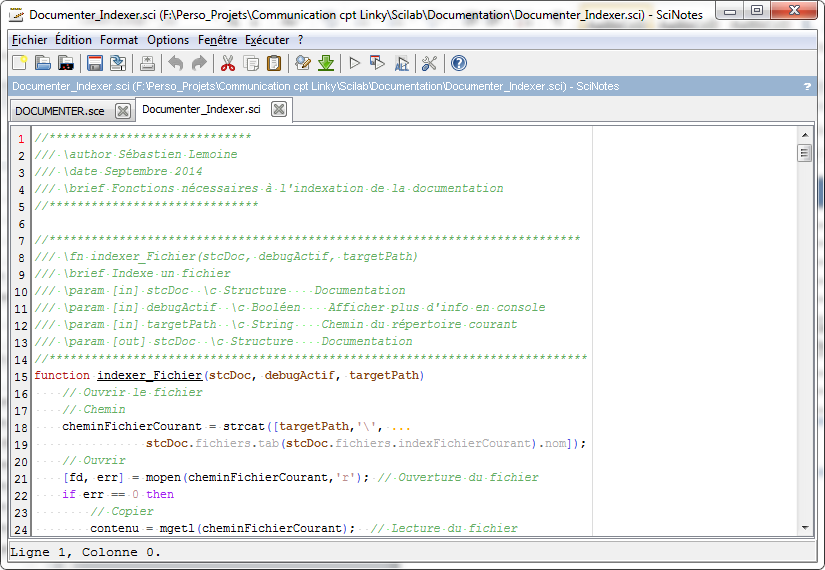 Documenter_Indexer.sci (F:\Perso_Projets\Communication cpt Linky\Scilab\Documentation\Documenter_Indexer.sci) - SciNotes
Fichier Édition Format Options Fenêtre Exécuter ?
Documenter_Indexer.sci (F:\Perso_Projets\Communication cpt Linky\Scilab\Documentation\Documenter_Indexer.sci) - SciNotes ?
DOCUMENTER.sce Documenter_Indexer.sci
1 //*****************************
2 /// \author Sébastien Lemoine
3 /// \date Septembre 2014
4 /// \brief Fonctions nécessaires à l'indexation de la documentation
5 //******************************
6
7 //****************************************************************************
8 /// \fn indexer_Fichier(stcDoc, debugActif, targetPath)
9 /// \brief Indexe un fichier
10 /// \param [in] stcDoc  \c Structure    Documentation
11 /// \param [in] debugActif  \c Booléen    Afficher plus d'info en console
12 /// \param [in] targetPath  \c String    Chemin du répertoire courant
13 /// \param [out] stcDoc  \c Structure    Documentation
14 //*****************************************************************************
15 function indexer_Fichier(stcDoc, debugActif, targetPath)
16     // Ouvrir le fichier
17     // Chemin
18     cheminFichierCourant = strcat([targetPath,'\', ...
19                 stcDoc.fichiers.tab(stcDoc.fichiers.indexFichierCourant).nom]);
20     // Ouvrir
21     [fd, err] = mopen(cheminFichierCourant,'r'); // Ouverture du fichier
22     if err == 0 then
23         // Copier
24         contenu = mgetl(cheminFichierCourant);  // Lecture du fichier
Ligne 1, Colonne 0.